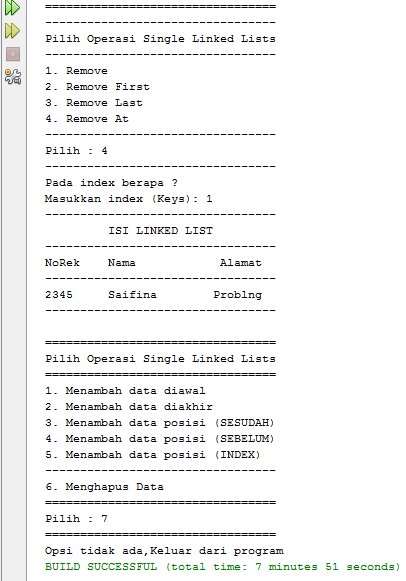 =================================
---------------------------------
Pilih Operasi Single Linked Lists
---------------------------------
1. Remove
2. Remove First
3. Remove Last
4. Remove At
---------------------------------
Pilih : 4
---------------------------------
Pada index berapa ?
Masukkan index (Keys): 1
---------------------------------
         ISI LINKED LIST
---------------------------------
NoRek    Nama            Alamat
---------------------------------
2345     Saifina        Problng
---------------------------------
=================================
Pilih Operasi Single Linked Lists
=================================
1. Menambah data diawal
2. Menambah data diakhir
3. Menambah data posisi (SESUDAH)
4. Menambah data posisi (SEBELUM)
5. Menambah data posisi (INDEX)
---------------------------------
6. Menghapus Data
=================================
Pilih : 7
=================================
Opsi tidak ada,Keluar dari program
BUILD SUCCESSFUL (total time: 7 minutes 51 seconds)